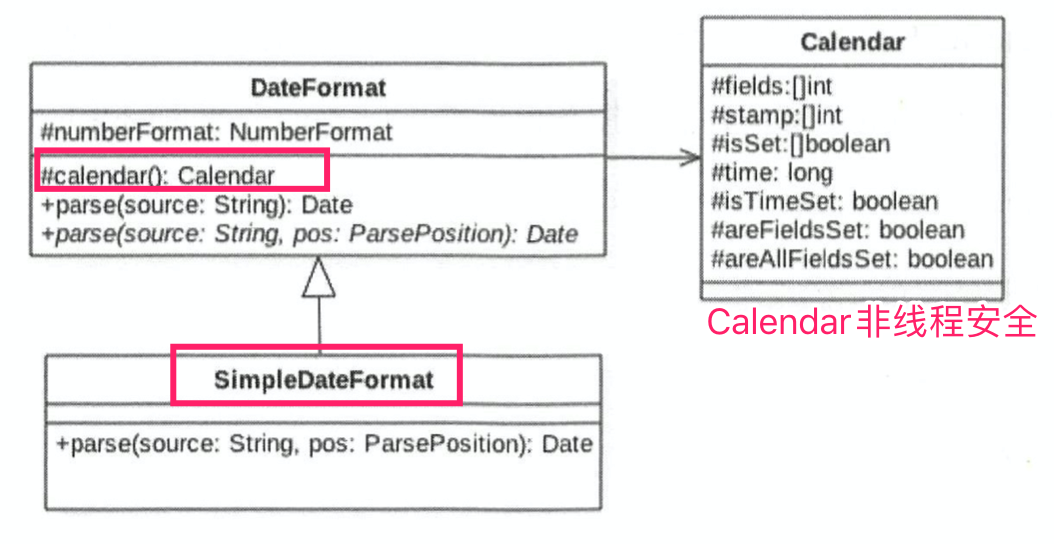 DateFormat
#numberFormat: NumberFormat
#calendar(): Calendar
+parse(source: String): Date
+parse(source: String, pos: ParsePosition): Date
Calendar
#fields:[]int
#stamp:[]int
#isSet:[]boolean
#time: long
#isTimeSet: boolean
#areFieldsSet: boolean
#areAllFieldsSet: boolean
Calendar非线程安全
SimpleDateFormat
+parse(source: String, pos: ParsePosition): Date